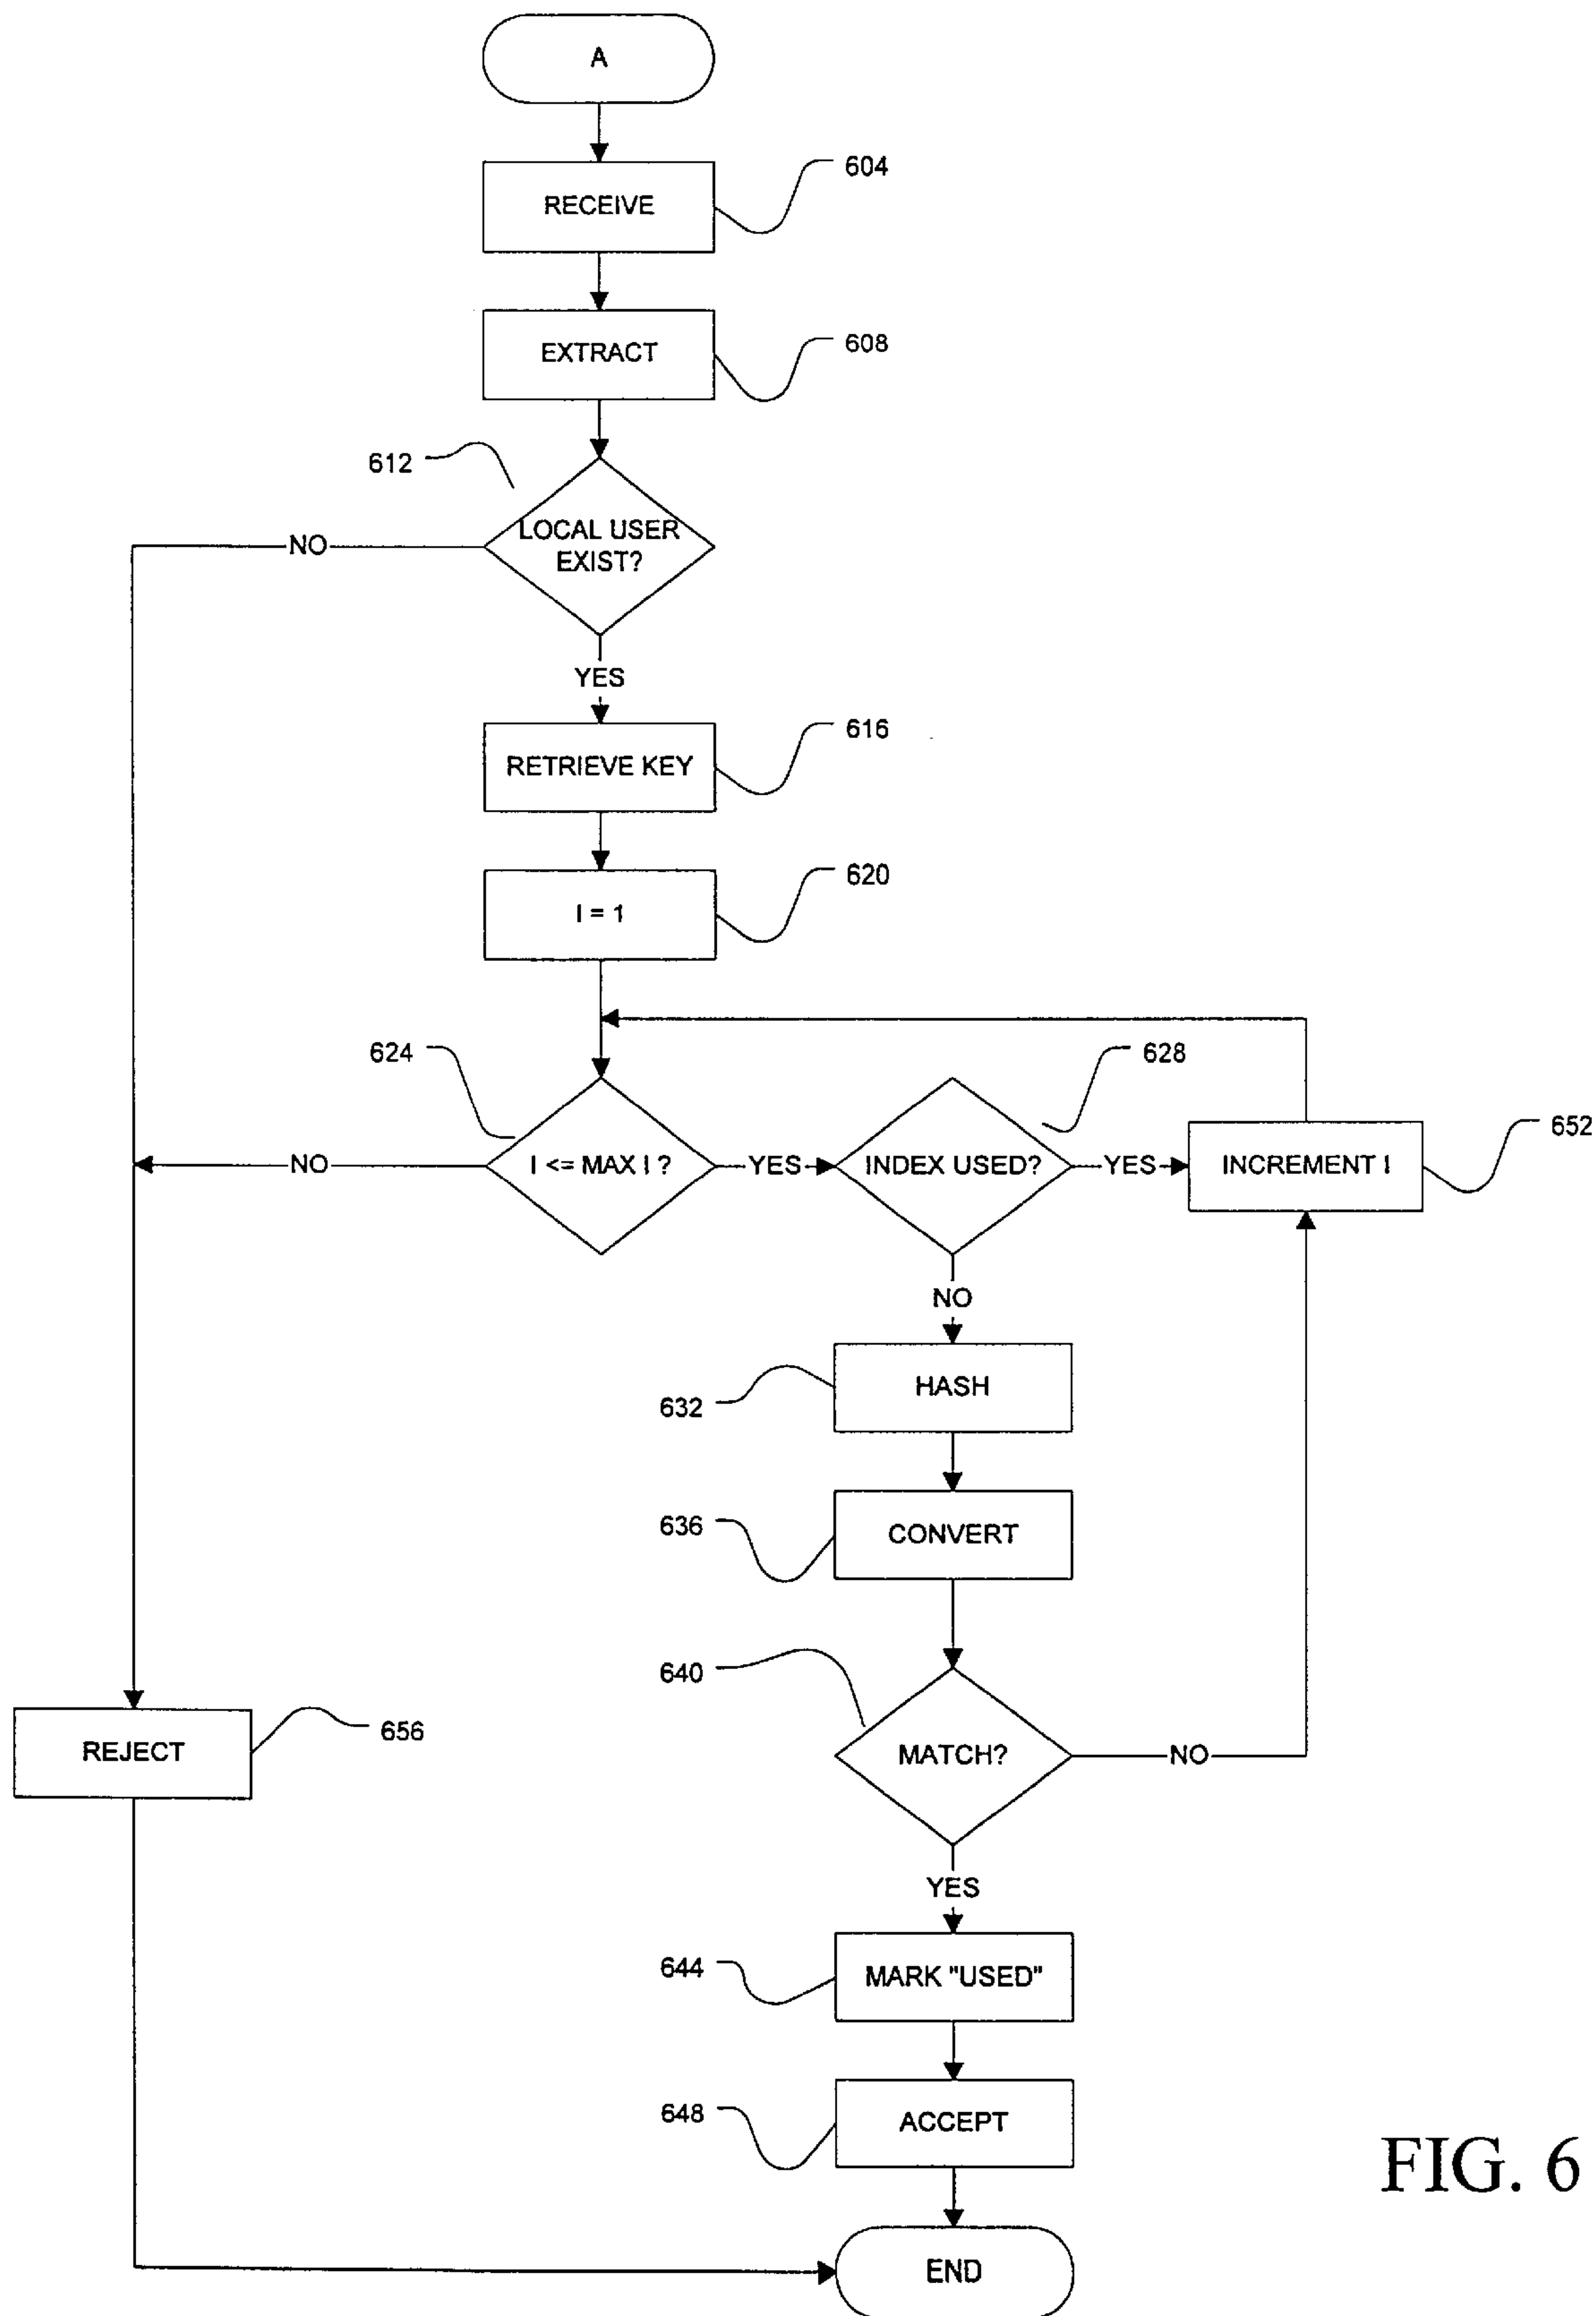 A
604
RECEIVE
608
EXTRACT
612
LOCAL USER
EXIST?
NO
YES
616
RETRIEVE KEY
620
I = 1
624
628
652
NO
I <= MAX I ?
YES
INDEX USED?
YES
INCREMENT I
NO
632
HASH
636
CONVERT
640
656
REJECT
MATCH?
NO
YES
644
MARK "USED"
648
ACCEPT
FIG. 6
END